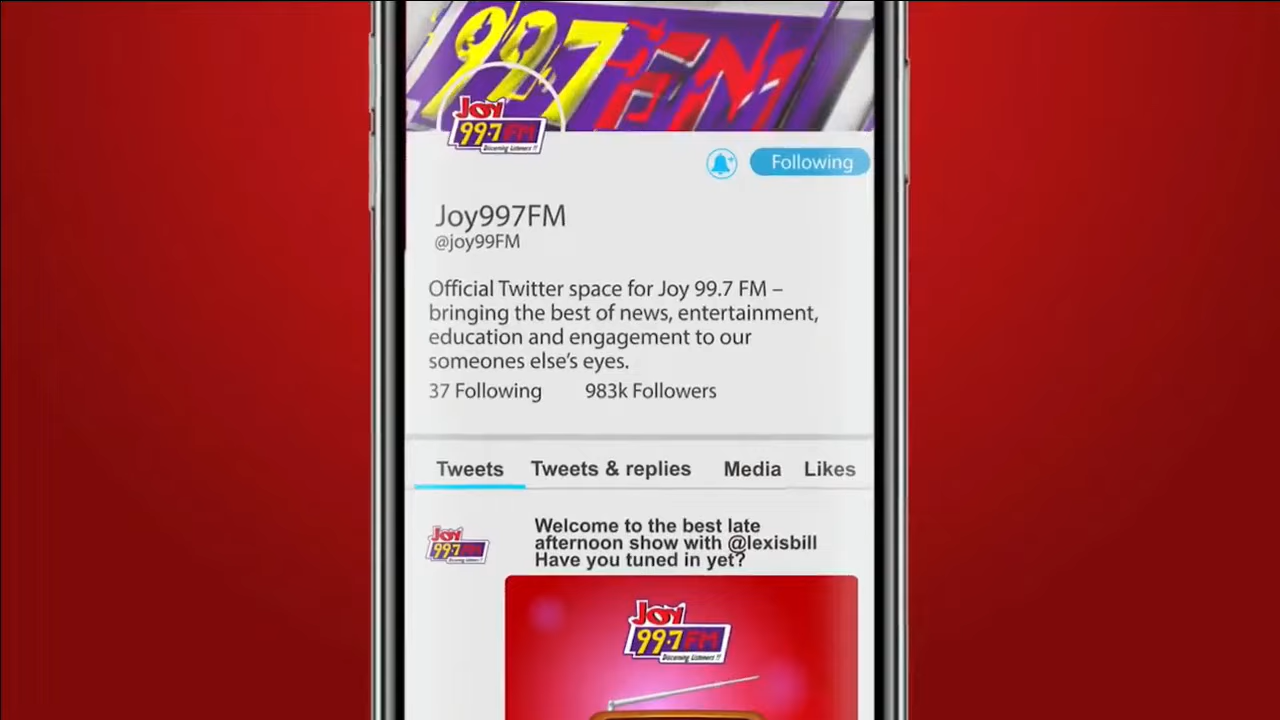 99.7 FM
Joy
99.7 FM
Discerning Listeners !!
Following
Joy997FM
@joy99FM
Official Twitter space for Joy 99.7 FM –
bringing the best of news, entertainment,
education and engagement to our
someones else's eyes.
37 Following 983k Followers
Tweets Tweets & replies Media Likes
Joy
99.7 FM
Welcome to the best late
afternoon show with @lexisbill
Have you tuned in yet?
Joy
99.7 FM
Discerning Listeners !!